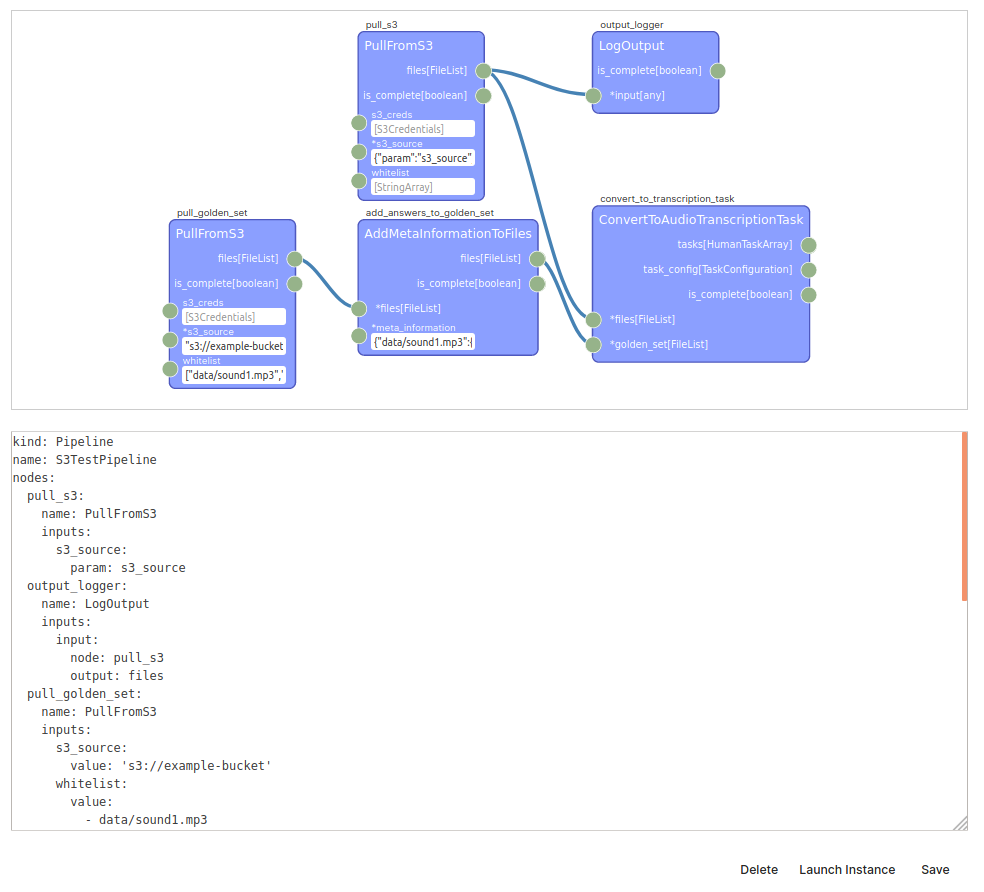 pull_s3
PullFromS3
files[FileList]
is_complete[boolean]
s3_creds
[S3Credentials]
*s3_source
{"param":"s3_source"
whitelist
[StringArray]
output_logger
LogOutput
is_complete[boolean]
*input[any]
pull_golden_set
PullFromS3
files[FileList]
is_complete[boolean]
s3_creds
[S3Credentials]
*s3_source
"s3://example-bucket
whitelist
["data/sound1.mp3",'
add_answers_to_golden_set
AddMetaInformationToFiles
files[FileList]
is_complete[boolean]
*files[FileList]
*meta_information
{"data/sound1.mp3":{
convert_to_transcription_task
ConvertToAudioTranscriptionTask
tasks[HumanTaskArray]
task_config[TaskConfiguration]
is_complete[boolean]
*files[FileList]
*golden_set[FileList]
kind: Pipeline
name: S3TestPipeline
nodes:
  pull_s3:
    name: PullFromS3
    inputs:
      s3_source:
        param: s3_source
  output_logger:
    name: LogOutput
    inputs:
      input:
        node: pull_s3
        output: files
  pull_golden_set:
    name: PullFromS3
    inputs:
      s3_source:
        value: 's3://example-bucket'
      whitelist:
        value:
          - data/sound1.mp3
Delete Launch Instance Save